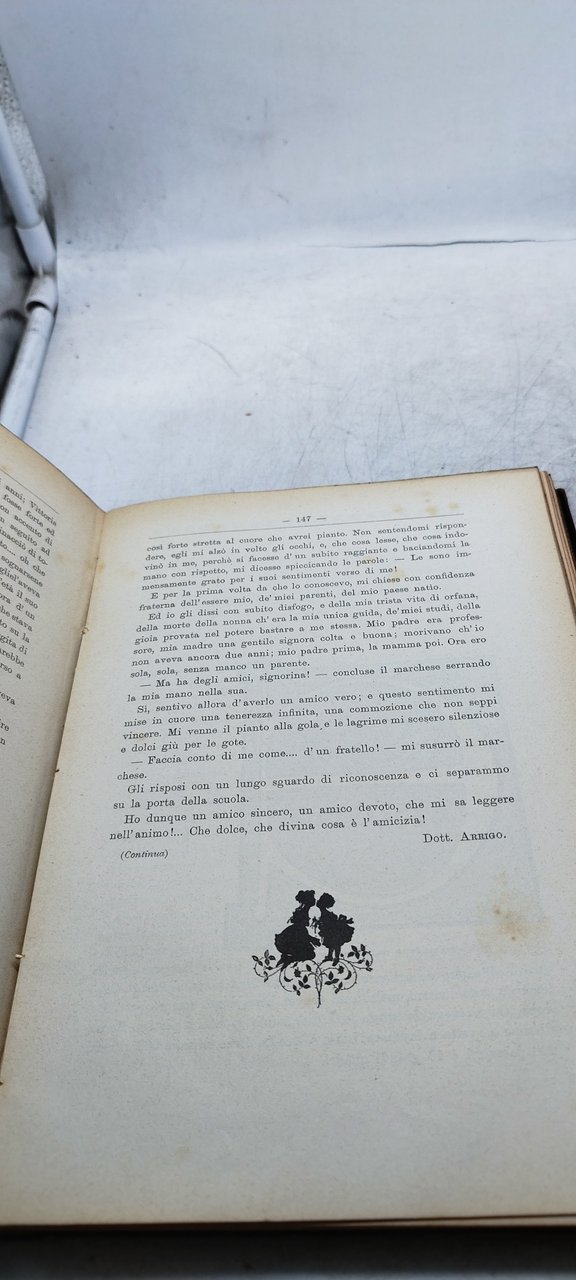 anni; Vittoria
fosse forte ed
accento di
seguito ad
— 147 —
così forte stretta al cuore che avrei pianto. Non sentendomi rispon-
dere, egli mi alzò in volto gli occhi, e, che cosa lesse, che cosa indo-
vinò in me, perchè si facesse d'un subito raggiante e baciandomi la
mano con rispetto, mi dicesse spiccicando le parole: — Le sono im-
mensamente grato per i suoi sentimenti verso di me!
E per la prima volta da che lo conoscevo, mi chiese con confidenza
fraterna dell'essere mio, de'miei parenti, del mio paese natio.
Ed io gli dissi con subito disfogo, e della mia trista vita di orfana,
della morte della nonna ch'era la mia unica guida, de'miei studi, della
gioia provata nel potere bastare a me stessa. Mio padre era profes-
sore, mia madre una gentile signora colta e buona; morivano ch'io
non aveva ancora due anni; mio padre prima, la mamma poi. Ora ero
sola, sola, senza manco un parente.
— Ma ha degli amici, signorina! — concluse il marchese serrando
la mia mano nella sua.
Sì, sentivo allora d'averlo un amico vero; e questo sentimento mi
mise in cuore una tenerezza infinita, una commozione che non seppi
vincere. Mi venne il pianto alla gola e le lagrime mi scesero silenziose
e dolci giù per le gote.
— Faccia conto di me come.... d'un fratello! — mi susurrò il mar-
chese.
Gli risposi con un lungo sguardo di riconoscenza e ci separammo
su la porta della scuola.
Ho dunque un amico sincero, un amico devoto, che mi sa leggere
nell'animo!... Che dolce, che divina cosa è l'amicizia!
Dott. ARRIGO.
(Continua)